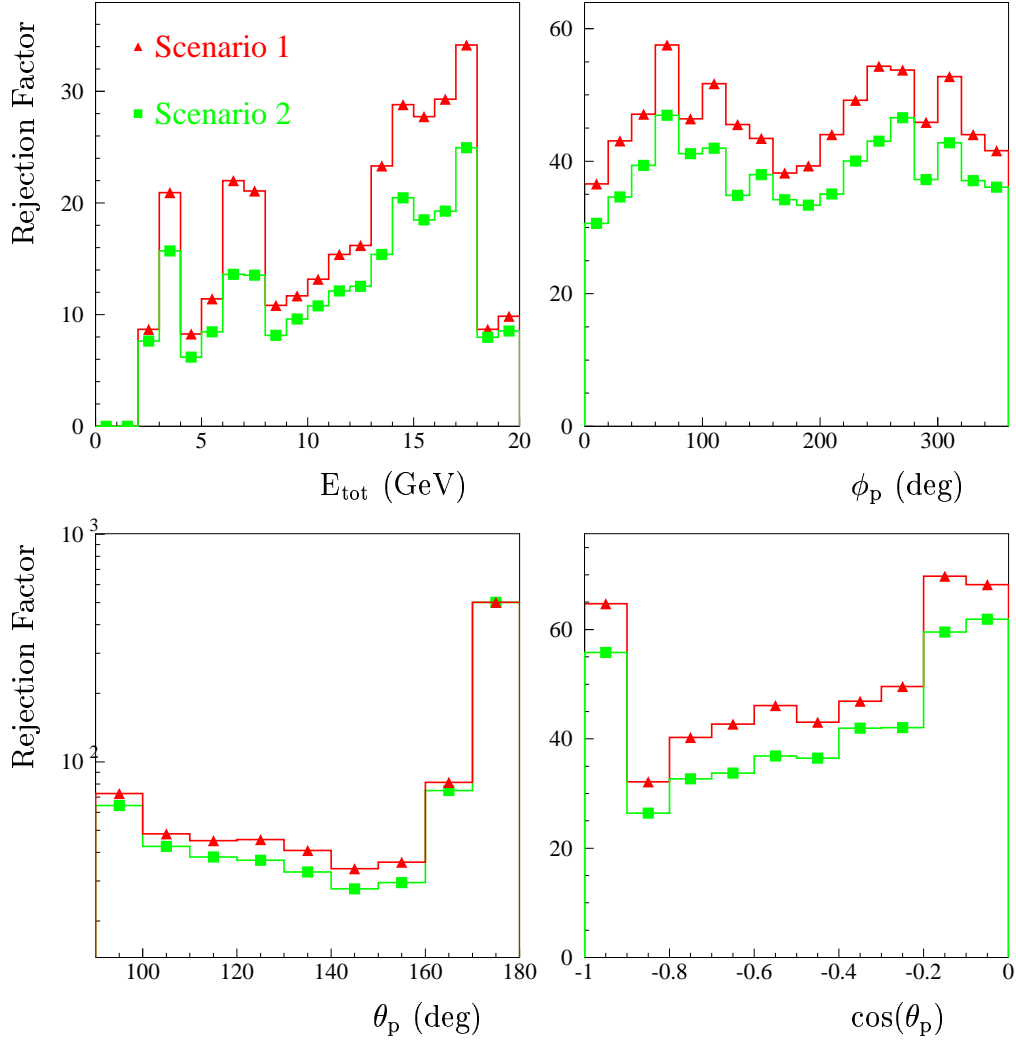 Rejection Factor
Scenario 1
Scenario 2
30
20
10
0
0 5 10 15 20
E_tot (GeV)
60
40
20
0
0 100 200 300
ϕ_p (deg)
Rejection Factor
10^3
10^2
100 120 140 160 180
θ_p (deg)
60
40
20
0
-1 -0.8 -0.6 -0.4 -0.2 0
cos(θ_p)